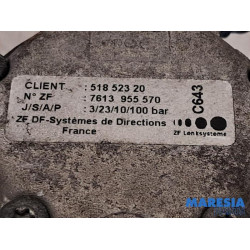 CLIENT : 518 523 20
N° ZF : 7613 955 570
J/S/A/P : 3/23/10/100 bar
ZF DF-Systèmes de Directions
France
C643
ZF Lenksysteme
MARESIA